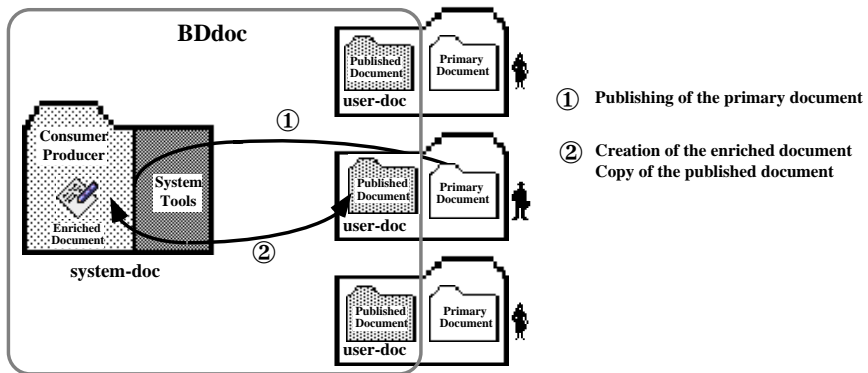 BDdoc
Published
Document
Primary
Document
user-doc
①
① Publishing of the primary document
Consumer
Producer
System
Tools
Enriched
Document
system-doc
②
② Creation of the enriched document
Copy of the published document
Published
Document
Primary
Document
user-doc
Published
Document
Primary
Document
user-doc